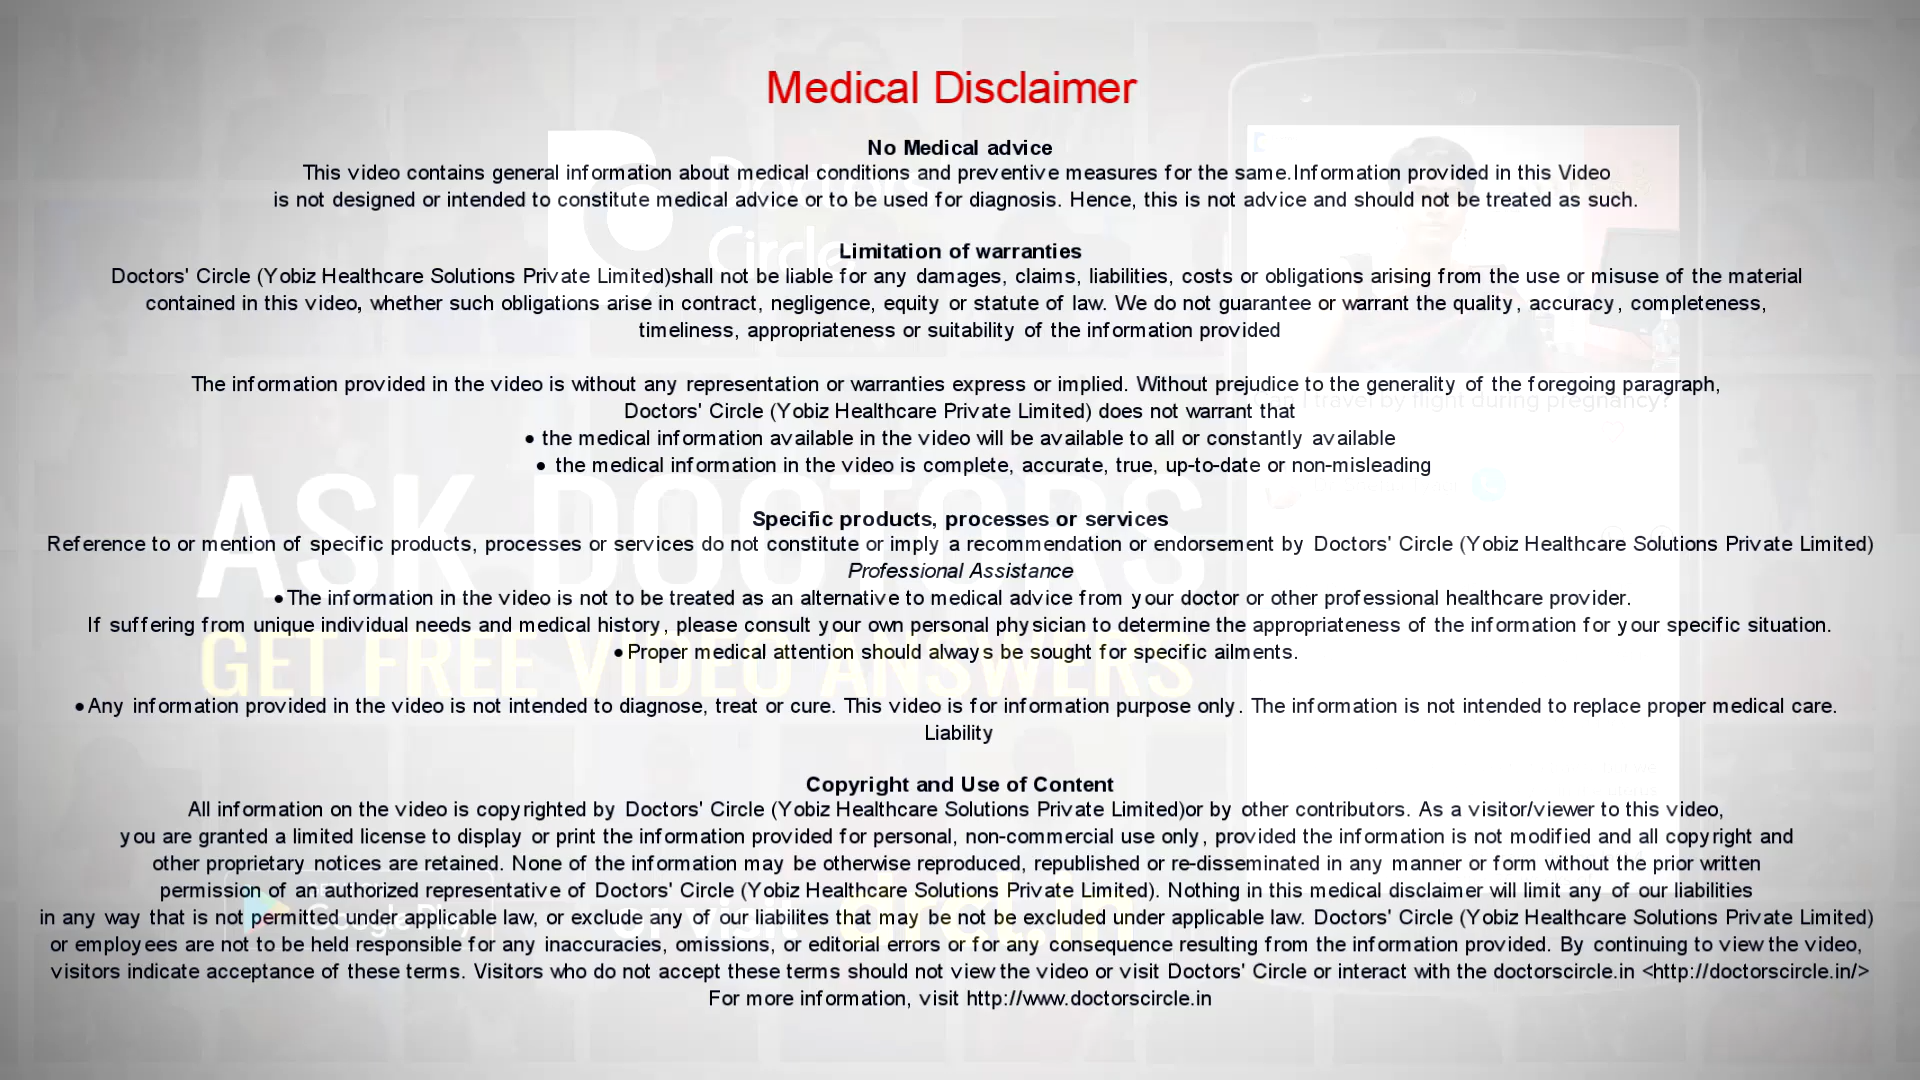 Medical Disclaimer
No Medical advice
This video contains general information about medical conditions and preventive measures for the same.Information provided in this Video
is not designed or intended to constitute medical advice or to be used for diagnosis. Hence, this is not advice and should not be treated as such.
Doctors
Circle
Limitation of warranties
Doctors' Circle (Yobiz Healthcare Solutions Private Limited)shall not be liable for any damages, claims, liabilities, costs or obligations arising from the use or misuse of the material
contained in this video, whether such obligations arise in contract, negligence, equity or statute of law. We do not guarantee or warrant the quality, accuracy, completeness,
timeliness, appropriateness or suitability of the information provided
The information provided in the video is without any representation or warranties express or implied. Without prejudice to the generality of the foregoing paragraph,
Can I travel by flight during pregnancy?
Doctors' Circle (Yobiz Healthcare Private Limited) does not warrant that
• the medical information available in the video will be available to all or constantly available
• the medical information in the video is complete, accurate, true, up-to-date or non-misleading
ASK DOCTORS
Specific products, processes or services
Reference to or mention of specific products, processes or services do not constitute or imply a recommendation or endorsement by Doctors' Circle (Yobiz Healthcare Solutions Private Limited)
Professional Assistance
•The information in the video is not to be treated as an alternative to medical advice from your doctor or other professional healthcare provider.
If suffering from unique individual needs and medical history, please consult your own personal physician to determine the appropriateness of the information for your specific situation.
•Proper medical attention should always be sought for specific ailments.
GET FREE VIDEO ANSWERS
•Any information provided in the video is not intended to diagnose, treat or cure. This video is for information purpose only. The information is not intended to replace proper medical care.
Liability
Copyright and Use of Content
All information on the video is copyrighted by Doctors' Circle (Yobiz Healthcare Solutions Private Limited)or by other contributors. As a visitor/viewer to this video,
you are granted a limited license to display or print the information provided for personal, non-commercial use only, provided the information is not modified and all copyright and
other proprietary notices are retained. None of the information may be otherwise reproduced, republished or re-disseminated in any manner or form without the prior written
permission of an authorized representative of Doctors' Circle (Yobiz Healthcare Solutions Private Limited). Nothing in this medical disclaimer will limit any of our liabilities
in any way that is not permitted under applicable law, or exclude any of our liabilites that may be not be excluded under applicable law. Doctors' Circle (Yobiz Healthcare Solutions Private Limited)
Google Play or visit drcl.in
or employees are not to be held responsible for any inaccuracies, omissions, or editorial errors or for any consequence resulting from the information provided. By continuing to view the video,
visitors indicate acceptance of these terms. Visitors who do not accept these terms should not view the video or visit Doctors' Circle or interact with the doctorscircle.in <http://doctorscircle.in/>
For more information, visit http://www.doctorscircle.in